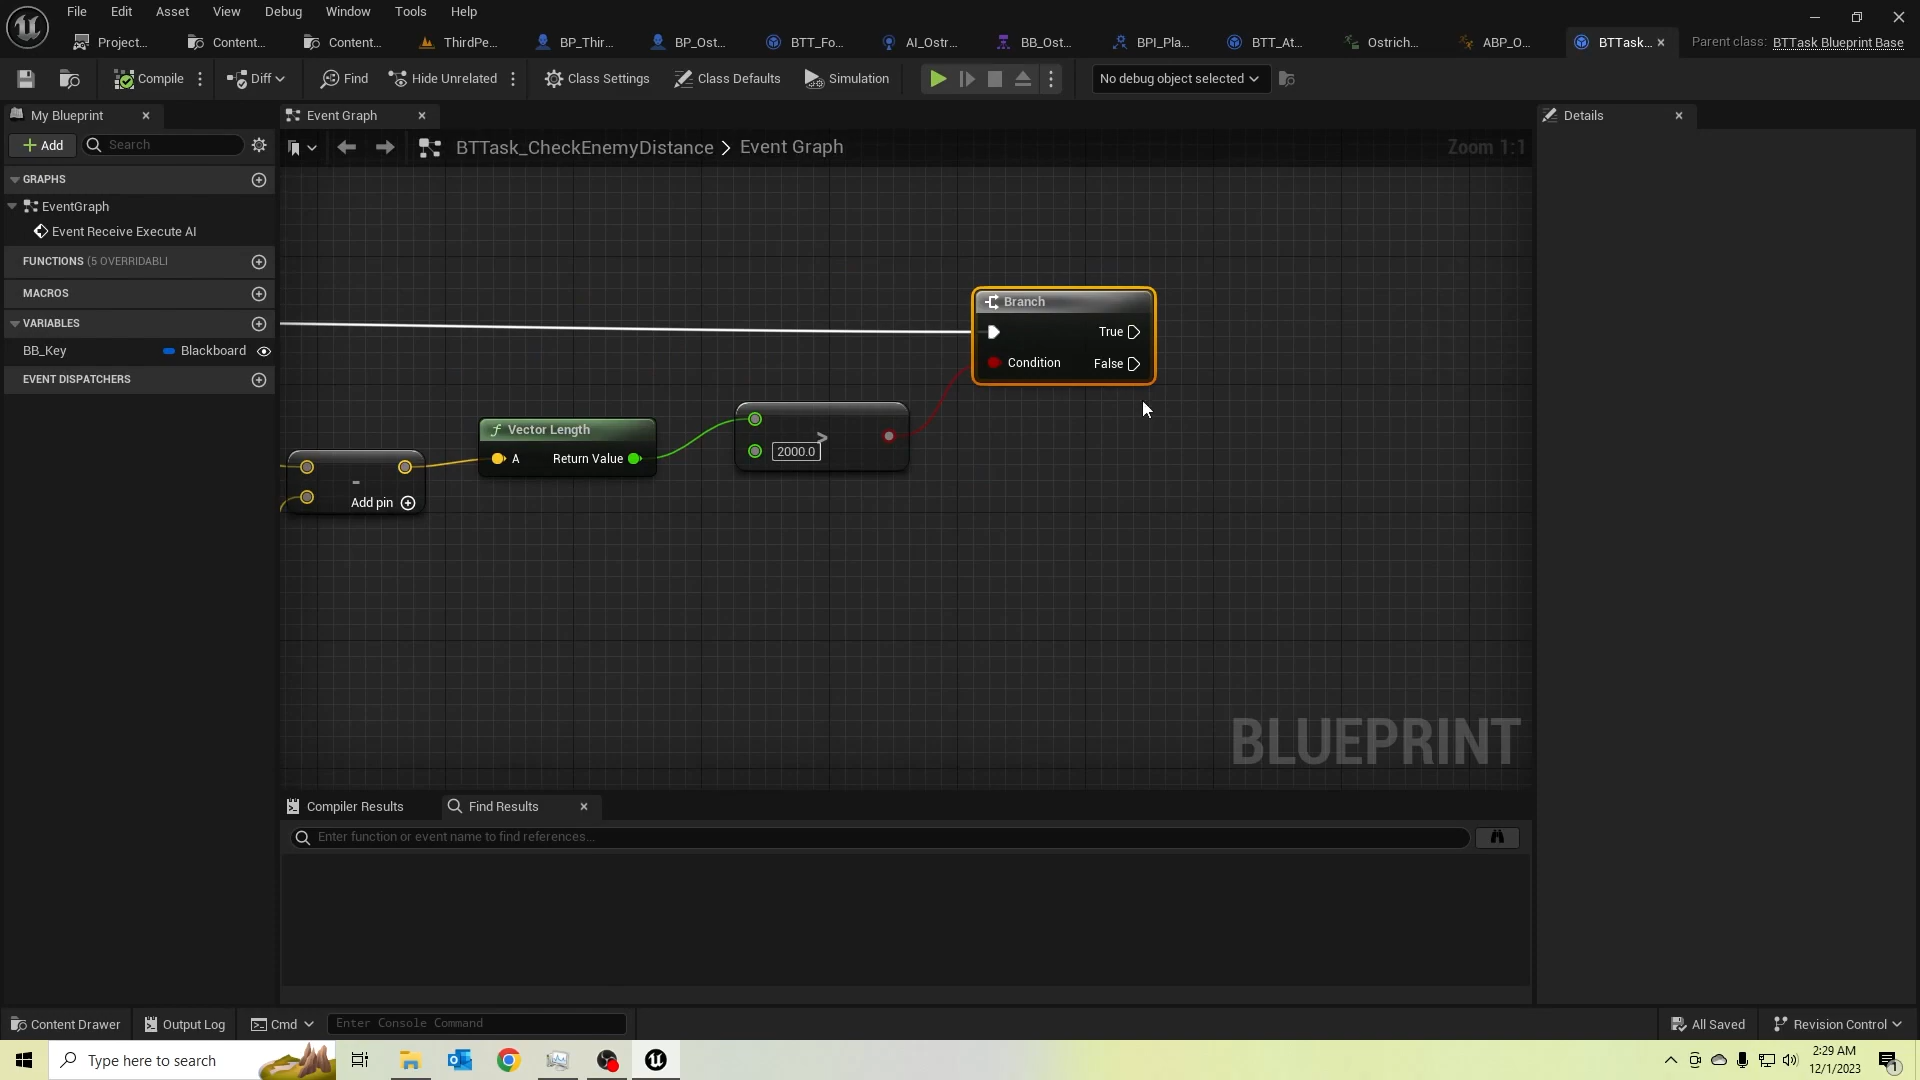 File Edit Asset View Debug Window Tools Help
Project... Content... Content... ThirdPe... BP_Thir... BP_Ost... BTT_Fo... AI_Ostr... BB_Ost... BPI_Pla... BTT_At... Ostrich... ABP_O... BTTask... Parent class: BTTask Blueprint Base
Compile Diff Find Hide Unrelated Class Settings Class Defaults Simulation No debug object selected
My Blueprint Event Graph Details
Add Search BTTask_CheckEnemyDistance > Event Graph Zoom 1:1
GRAPHS
EventGraph
Event Receive Execute AI
FUNCTIONS (5 OVERRIDABLI
MACROS
VARIABLES
BB_Key Blackboard
EVENT DISPATCHERS
Branch
True
Condition False
Vector Length
A Return Value
>
2000.0
-
Add pin
BLUEPRINT
Compiler Results Find Results
Enter function or event name to find references...
Content Drawer Output Log Cmd Enter Console Command All Saved Revision Control
Type here to search 2:29 AM
12/1/2023
1